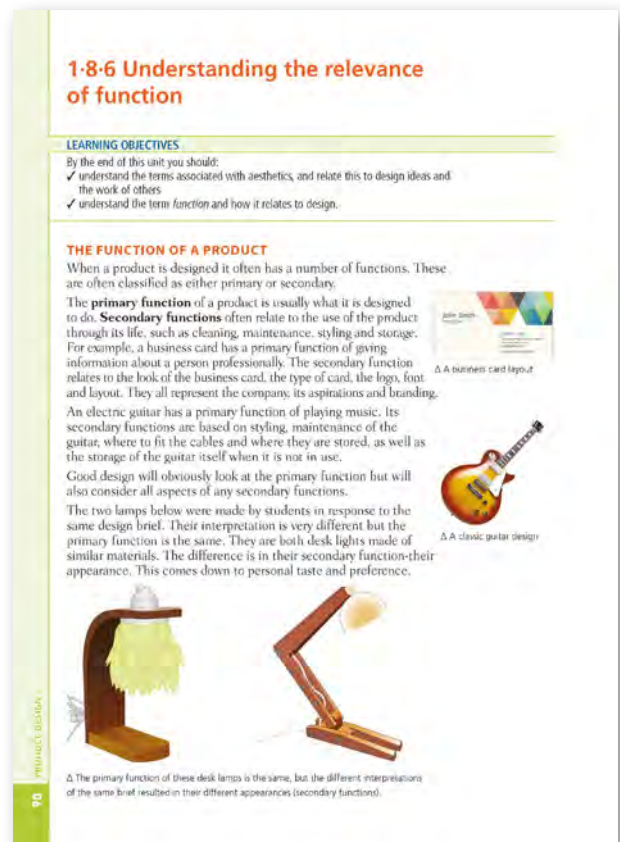 1·8·6 Understanding the relevance
of function
LEARNING OBJECTIVES
By the end of this unit you should:
✓ understand the terms associated with aesthetics, and relate this to design ideas and
the work of others
✓ understand the term function and how it relates to design.
THE FUNCTION OF A PRODUCT
When a product is designed it often has a number of functions. These
are often classified as either primary or secondary.
The primary function of a product is usually what it is designed
to do. Secondary functions often relate to the use of the product
through its life, such as cleaning, maintenance, styling and storage.
For example, a business card has a primary function of giving
information about a person professionally. The secondary function
relates to the look of the business card, the type of card, the logo, font
and layout. They all represent the company, its aspirations and branding.
John Smith
Δ A business card layout
An electric guitar has a primary function of playing music. Its
secondary functions are based on styling, maintenance of the
guitar, where to fit the cables and where they are stored, as well as
the storage of the guitar itself when it is not in use.
Good design will obviously look at the primary function but will
also consider all aspects of any secondary functions.
The two lamps below were made by students in response to the
same design brief. Their interpretation is very different but the
primary function is the same. They are both desk lights made of
similar materials. The difference is in their secondary function-their
appearance. This comes down to personal taste and preference.
Δ A classic guitar design
Δ The primary function of these desk lamps is the same, but the different interpretations
of the same brief resulted in their different appearances (secondary functions).
PRODUCT DESIGN
90